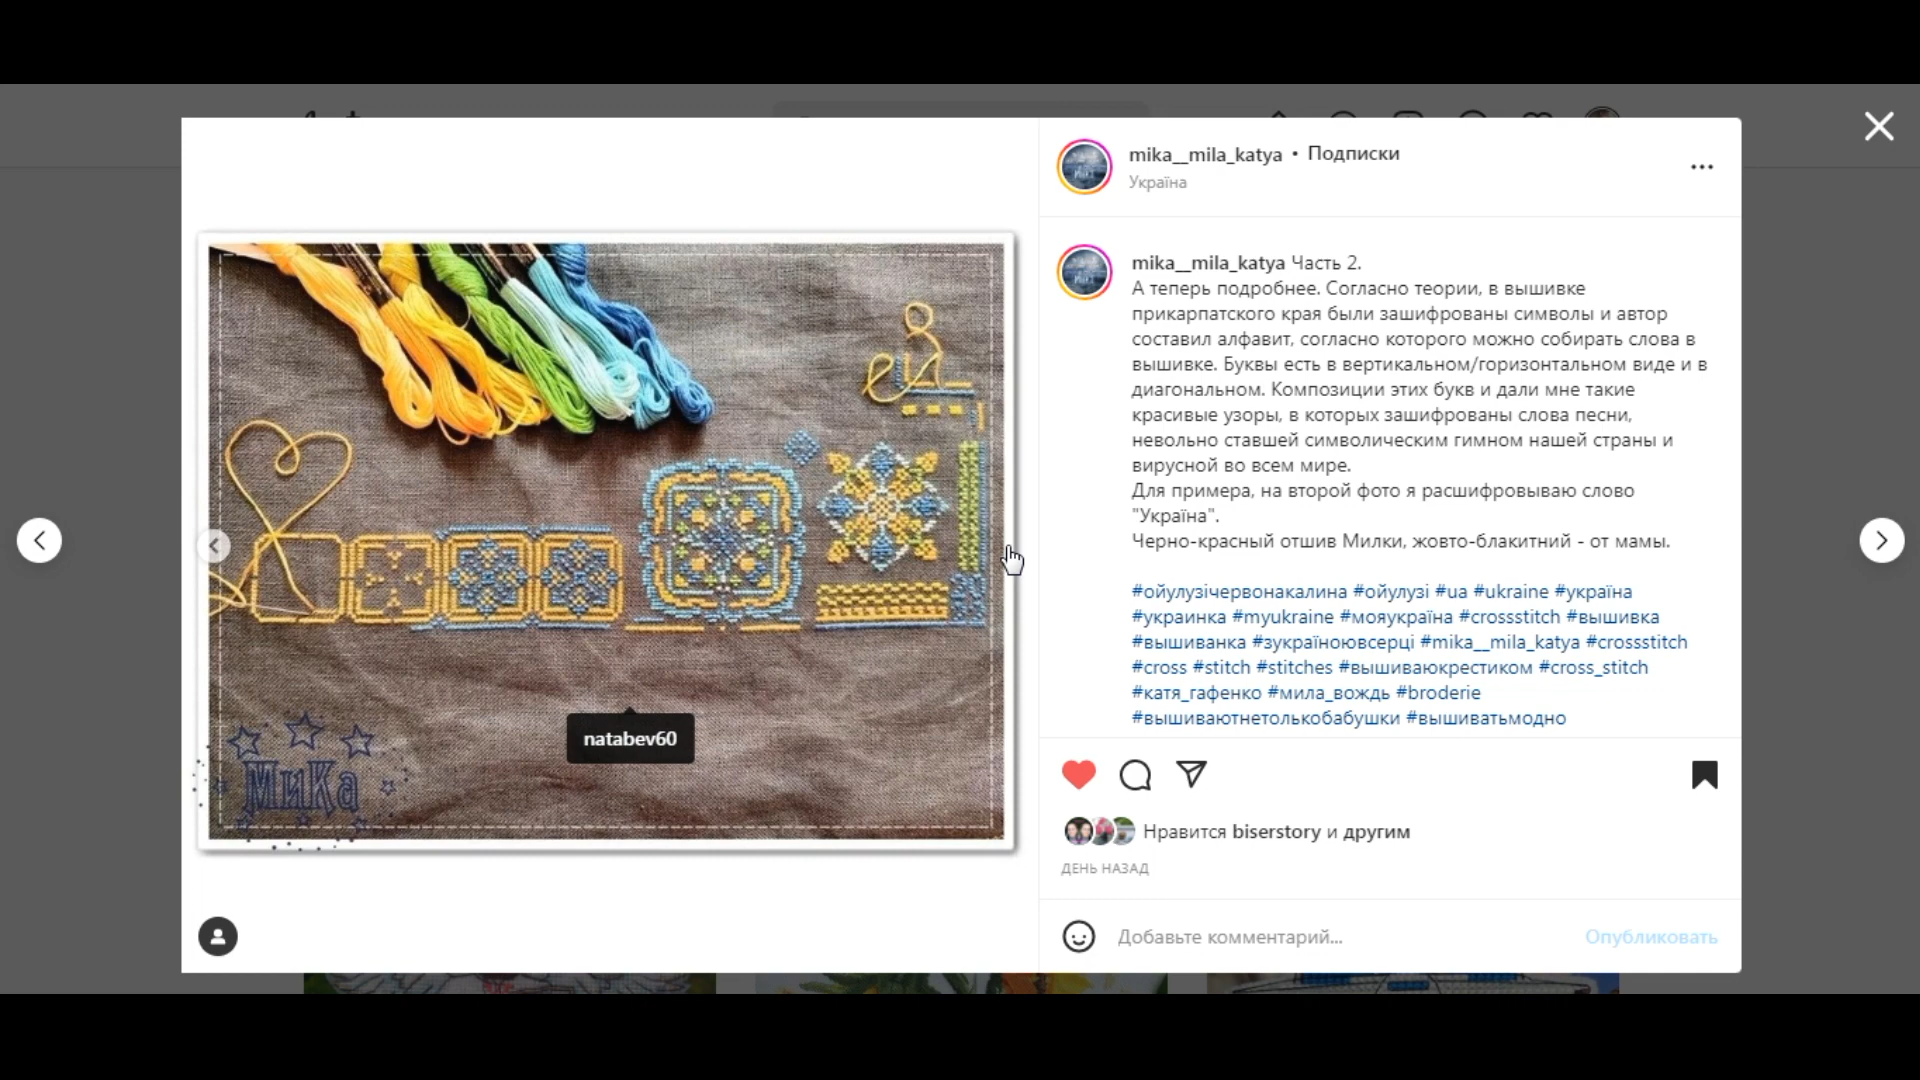 mika__mila_katya • Подписки
Україна
mika__mila_katya Часть 2.
А теперь подробнее. Согласно теории, в вышивке
прикарпатского края были зашифрованы символы и автор
составил алфавит, согласно которого можно собирать слова в
вышивке. Буквы есть в вертикальном/горизонтальном виде и в
диагональном. Композиции этих букв и дали мне такие
красивые узоры, в которых зашифрованы слова песни,
невольно ставшей символическим гимном нашей страны и
вирусной во всем мире.
Для примера, на второй фото я расшифровываю слово
"Україна".
Черно-красный отшив Милки, жовто-блакитний - от мамы.
#ойулузічервонакалина #ойулузі #ua #ukraine #україна
#украинка #myukraine #мояукраїна #crossstitch #вышивка
#вышиванка #зукраїноювсерці #mika__mila_katya #crossstitch
#cross #stitch #stitches #вышиваюкрестиком #cross_stitch
#катя_гафенко #мила_вождь #broderie
#вышиваютнетолькобабушки #вышиватьмодно
natabev60
МиКа
Нравится biserstory и другим
ДЕНЬ НАЗАД
Добавьте комментарий...
Опубликовать